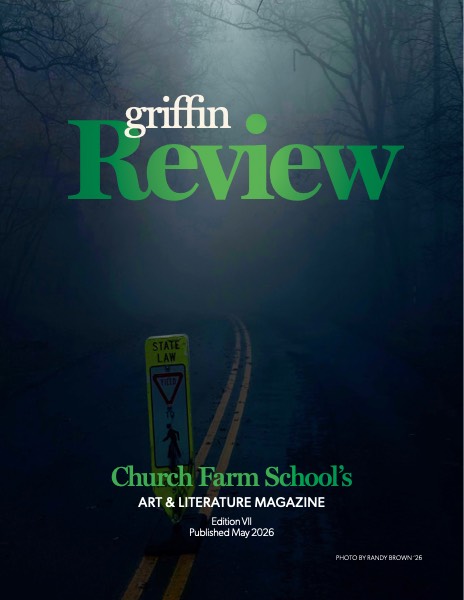 griffin
Review
STATE
LAW
YIELD
Church Farm School's
ART & LITERATURE MAGAZINE
Edition VII
Published May 2026
PHOTO BY RANDY BROWN '26